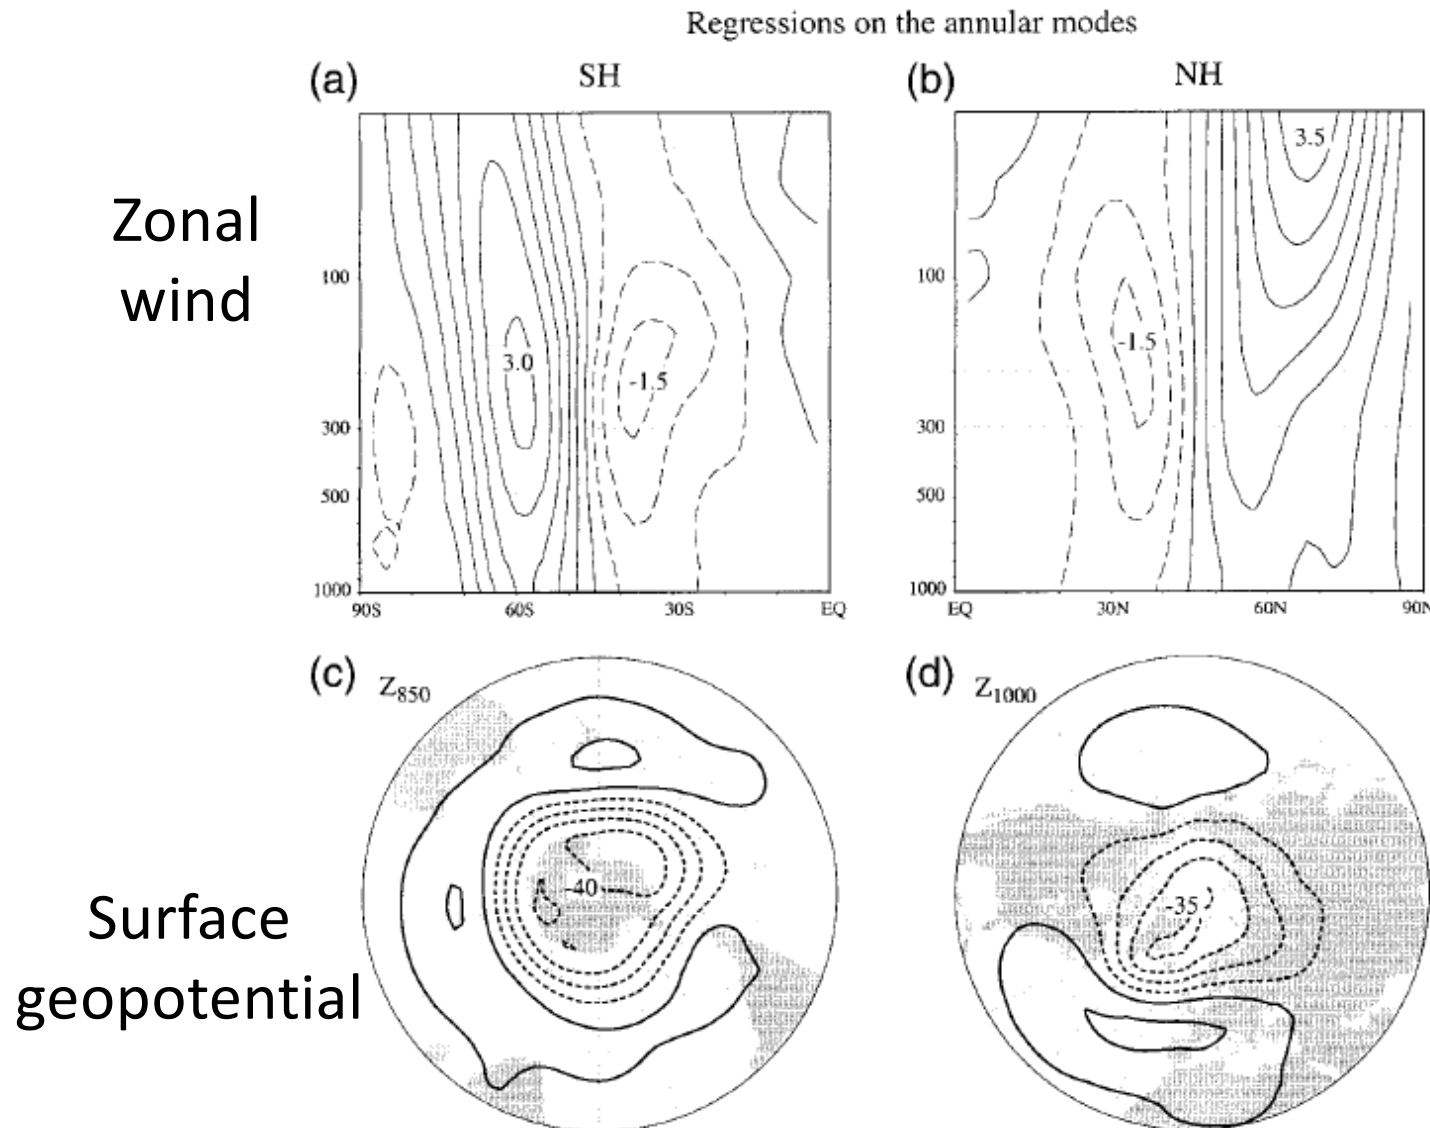 Regressions on the annular modes
(a) SH
(b) NH
Zonal
wind
100
300
500
1000
90S 60S 30S EQ
3.0
-1.5
100
300
500
1000
EQ 30N 60N 90N
-1.5
3.5
Surface
geopotential
(c) Z850
-40
(d) Z1000
-35